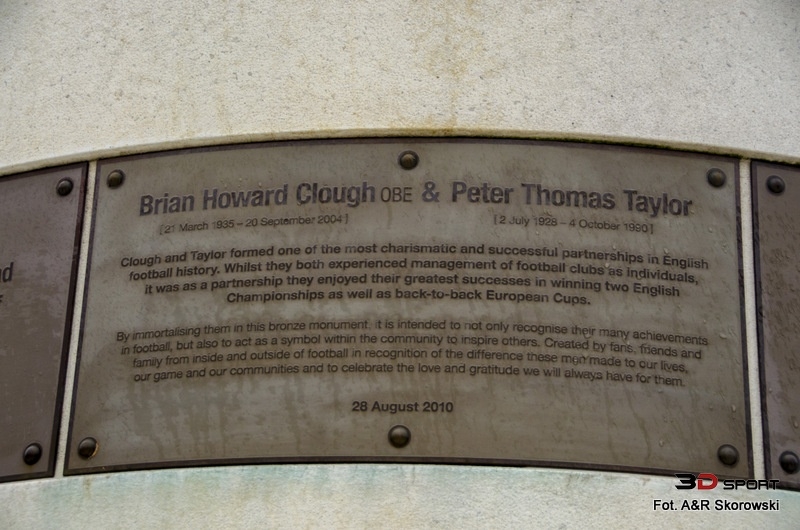 Brian Howard Clough OBE & Peter Thomas Taylor
[ 21 March 1935 – 20 September 2004 ] [ 2 July 1928 – 4 October 1990 ]
Clough and Taylor formed one of the most charismatic and successful partnerships in English
football history. Whilst they both experienced management of football clubs as individuals,
it was as a partnership they enjoyed their greatest successes in winning two English
Championships as well as back-to-back European Cups.
By immortalising them in this bronze monument it is intended to not only recognise their many achievements
in football, but also to act as a symbol within the community to inspire others. Created by fans, friends and
family from inside and outside of football in recognition of the difference these men made to our lives,
our game and our communities and to celebrate the love and gratitude we will always have for them.
28 August 2010
3D SPORT
Fot. A&R Skorowski